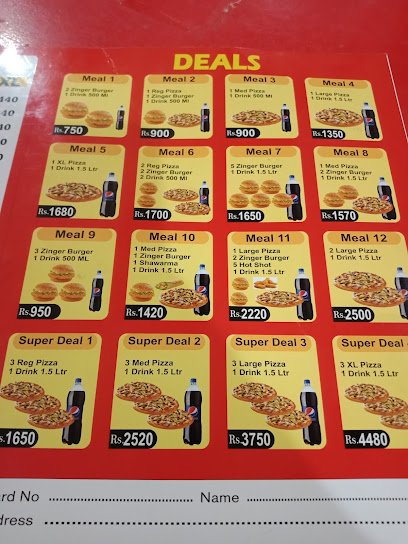 DEALS
XL
440
Meal 1
2 Zinger Burger
1 Drink 500 Ml
Rs.750
Meal 2
1 Reg Pizza
1 Zinger Burger
1 Drink 500 Ml
Rs.900
Meal 3
1 Med Pizza
1 Drink 500 Ml
Rs.900
Meal 4
1 Large Pizza
1 Drink 1.5 Ltr
Rs.1350
Meal 5
1 XL Pizza
1 Drink 1.5 Ltr
Rs.1680
Meal 6
2 Reg Pizza
2 Zinger Burger
2 Drink 500 Ml
Rs.1700
Meal 7
5 Zinger Burger
1 Drink 1.5 Ltr
Rs.1650
Meal 8
1 Med Pizza
2 Zinger Burger
1 Drink 1.5 Ltr
Rs.1570
Meal 9
3 Zinger Burger
1 Drink 500 ML
Rs.950
Meal 10
1 Med Pizza
1 Zinger Burger
1 Shawarma
1 Drink 1.5 Ltr
Rs.1420
Meal 11
1 Large Pizza
2 Zinger Burger
5 Hot Shot
1 Drink 1.5 Ltr
Rs.2220
Meal 12
2 Large Pizza
1 Drink 1.5 Ltr
Rs.2500
Super Deal 1
3 Reg Pizza
1 Drink 1.5 Ltr
Rs.1650
Super Deal 2
3 Med Pizza
1 Drink 1.5 Ltr
Rs.2520
Super Deal 3
3 Large Pizza
1 Drink 1.5 Ltr
Rs.3750
Super Deal
3 XL Pizza
1 Drink 1.5 Ltr
Rs.4480
ard No Name
dress